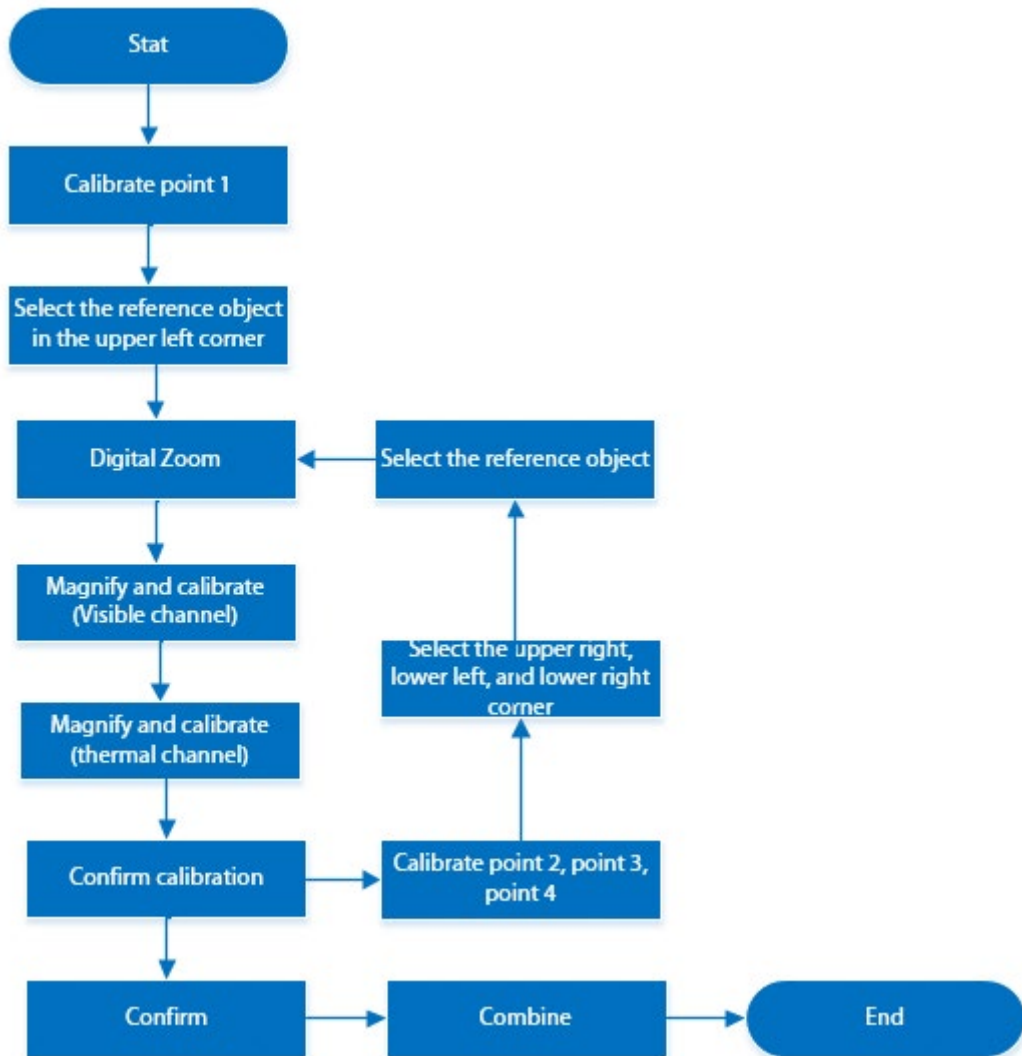 Stat
Calibrate point 1
Select the reference object
in the upper left corner
Digital Zoom
Select the reference object
Magnify and calibrate
(Visible channel)
Select the upper right,
lower left, and lower right
corner
Magnify and calibrate
(thermal channel)
Confirm calibration
Calibrate point 2, point 3,
point 4
Confirm
Combine
End